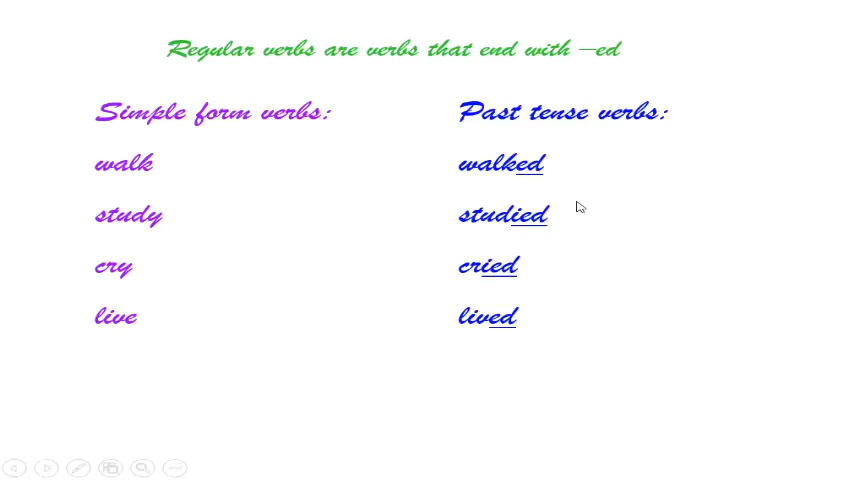 Regular verbs are verbs that end with –ed
Simple form verbs: Past tense verbs:
walk walked
study studied
cry cried
live lived